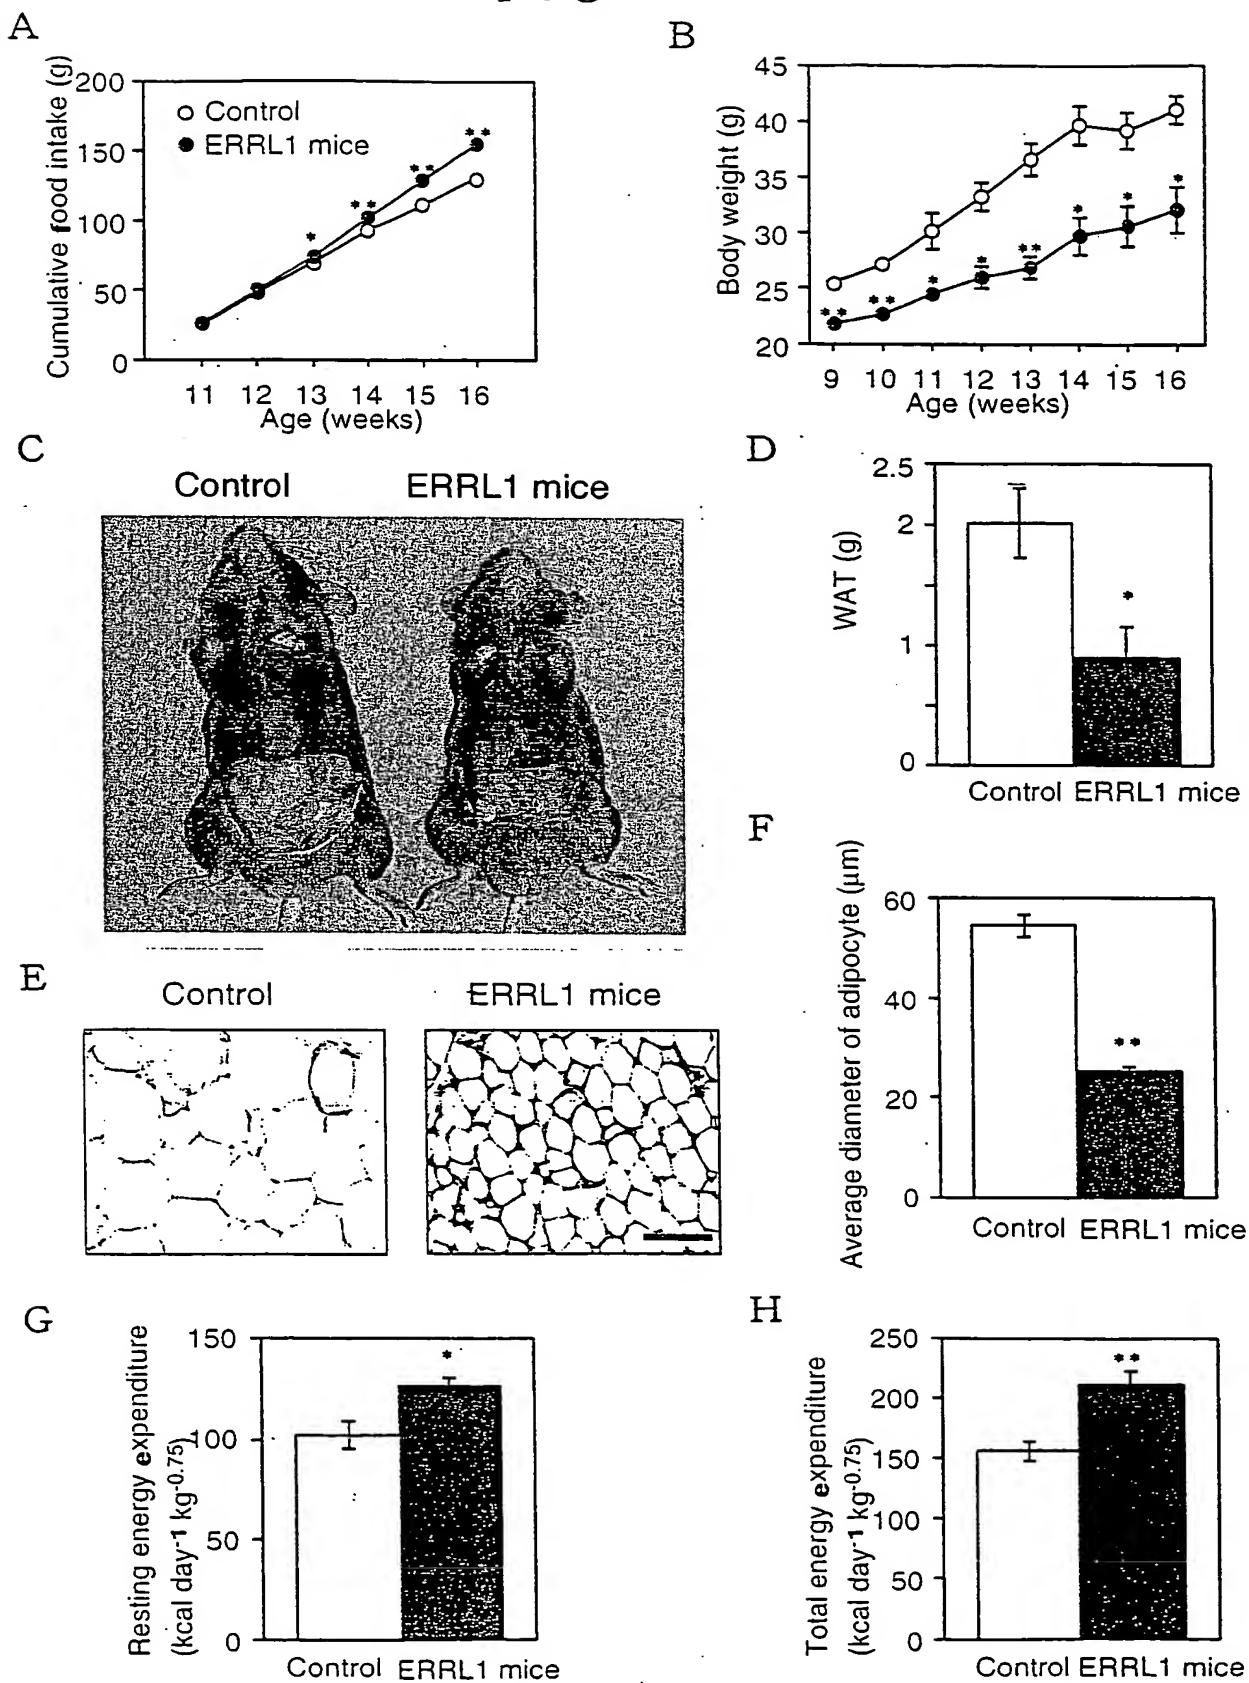 A
Cumulative food intake (g)
200
150
100
50
0
○ Control
● ERRL1 mice
*
**
**
**
11 12 13 14 15 16
Age (weeks)
B
Body weight (g)
45
40
35
30
25
20
**
**
*
*
**
*
*
*
9 10 11 12 13 14 15 16
Age (weeks)
C
Control ERRL1 mice
D
WAT (g)
2.5
2
1
0
*
Control ERRL1 mice
E
Control ERRL1 mice
F
Average diameter of adipocyte (μm)
60
40
20
0
**
Control ERRL1 mice
G
Resting energy expenditure
(kcal day-1 kg-0.75)
150
100
50
0
*
Control ERRL1 mice
H
Total energy expenditure
(kcal day-1 kg-0.75)
250
200
150
100
50
0
**
Control ERRL1 mice